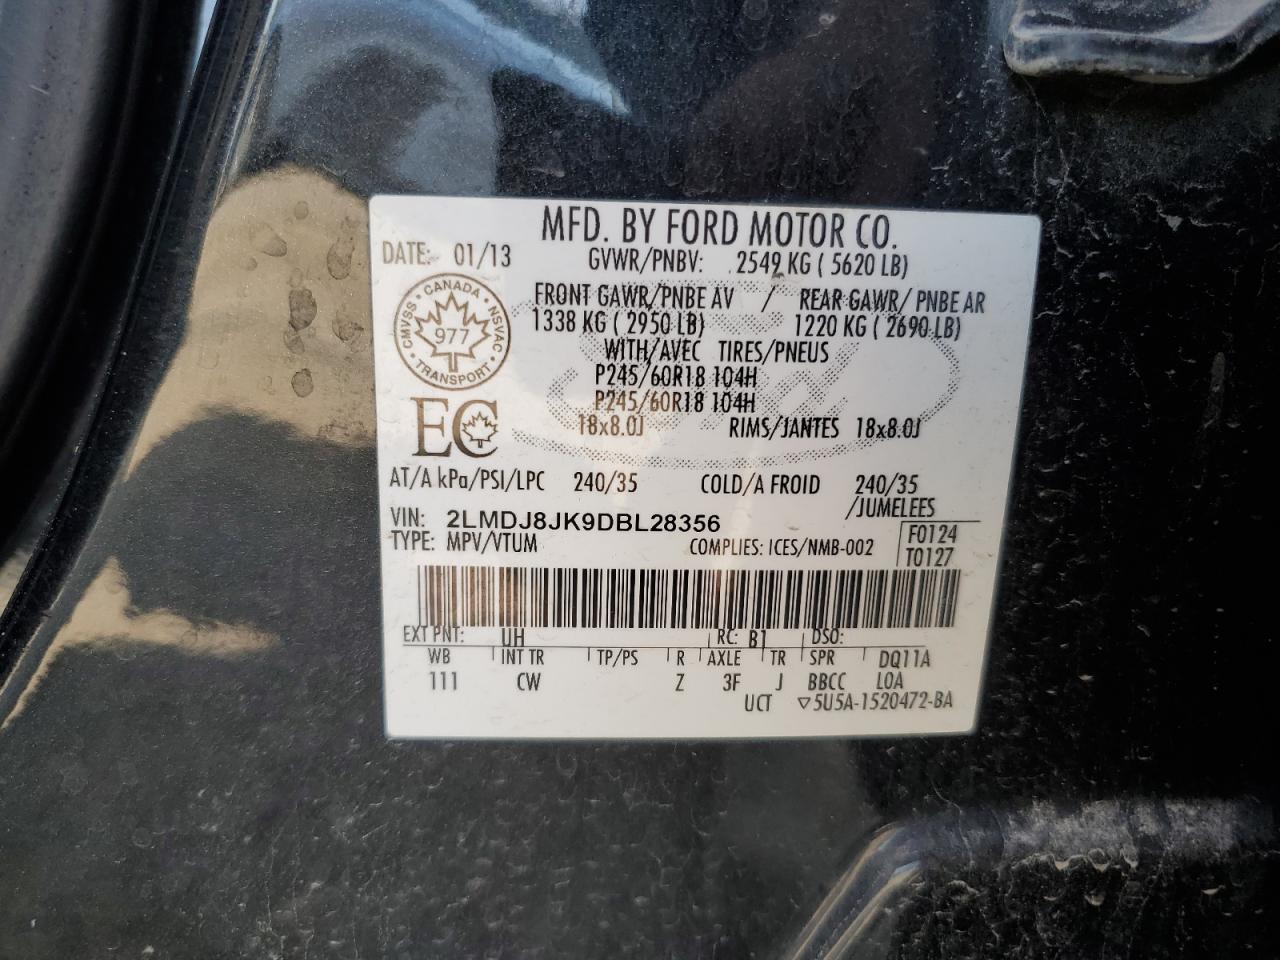 MFD. BY FORD MOTOR CO.
DATE: 01/13 GVWR/PNBV: 2549 KG ( 5620 LB)
CANADA
CMVSS NSVAC
977
TRANSPORT
FRONT GAWR/PNBE AV / REAR GAWR/ PNBE AR
1338 KG ( 2950 LB) 1220 KG ( 2690 LB)
WITH/AVEC TIRES/PNEUS
P245/60R18 104H
P245/60R18 104H
EC
18x8.0J RIMS/JANTES 18x8.0J
AT/A kPa/PSI/LPC 240/35 COLD/A FROID 240/35
/JUMELEES
VIN: 2LMDJ8JK9DBL28356
TYPE: MPV/VTUM COMPLIES: ICES/NMB-002
F0124
T0127
EXT PNT: UH RC: B1 DSO:
WB INT TR TP/PS R AXLE TR SPR DQ11A
111 CW Z 3F J BBCC LOA
UCT ▽5U5A-1520472-BA